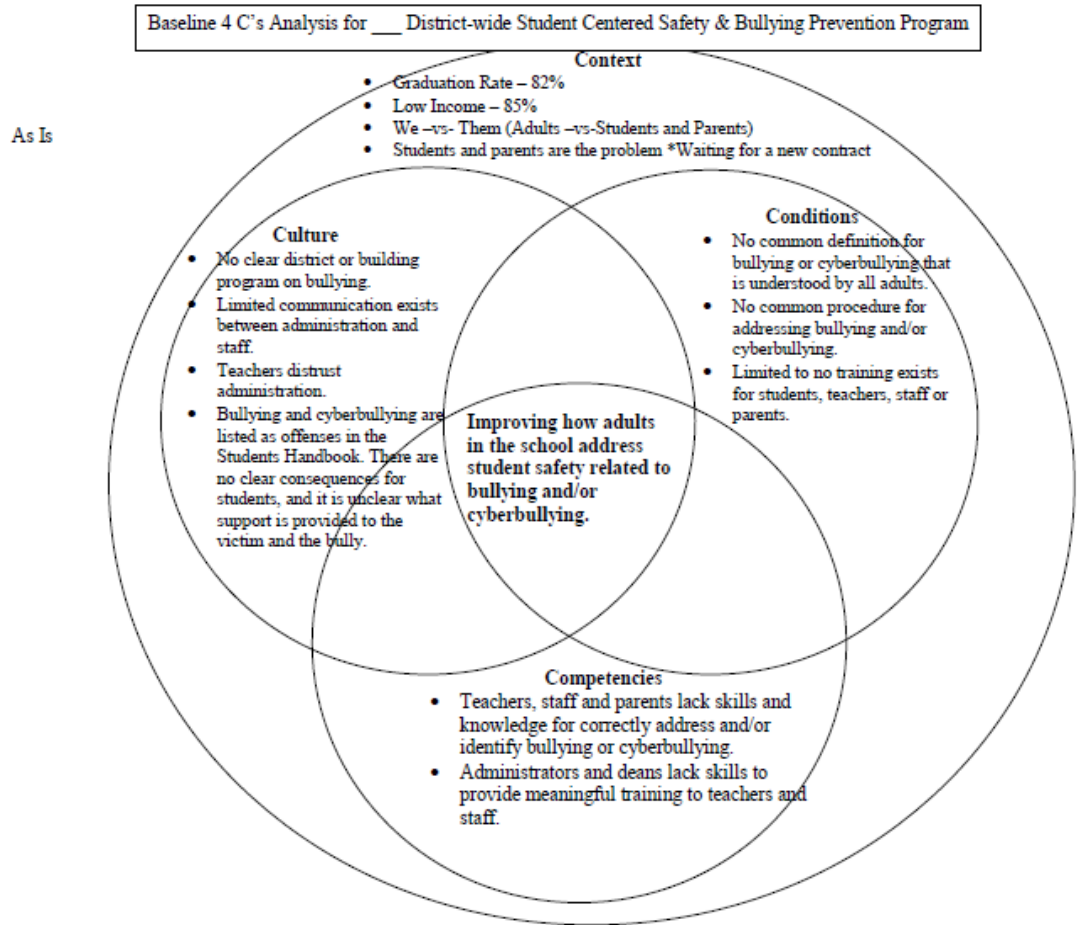 Baseline 4 C's Analysis for ___ District-wide Student Centered Safety & Bullying Prevention Program
Context
• Graduation Rate – 82%
• Low Income – 85%
• We –vs- Them (Adults –vs-Students and Parents)
• Students and parents are the problem *Waiting for a new contract
As Is
Culture
• No clear district or building
program on bullying.
• Limited communication exists
between administration and
staff.
• Teachers distrust
administration.
• Bullying and cyberbullying are
listed as offenses in the
Students Handbook. There are
no clear consequences for
students, and it is unclear what
support is provided to the
victim and the bully.
Conditions
• No common definition for
bullying or cyberbullying that
is understood by all adults.
• No common procedure for
addressing bullying and/or
cyberbullying.
• Limited to no training exists
for students, teachers, staff or
parents.
Improving how adults
in the school address
student safety related to
bullying and/or
cyberbullying.
Competencies
• Teachers, staff and parents lack skills and
knowledge for correctly address and/or
identify bullying or cyberbullying.
• Administrators and deans lack skills to
provide meaningful training to teachers and
staff.